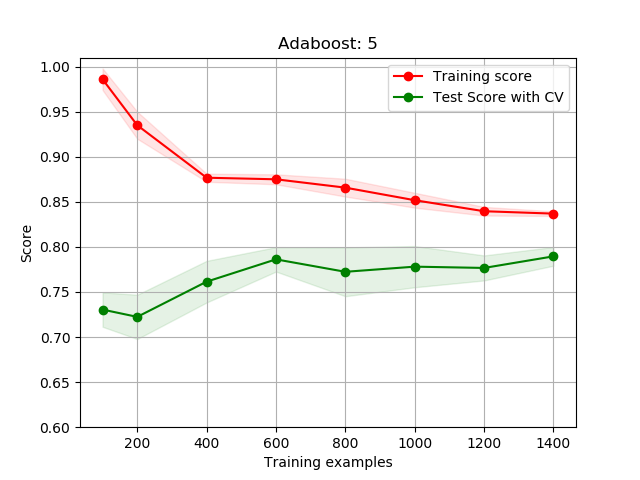 Adaboost: 5
Training score
Test Score with CV
Score
1.00
0.95
0.90
0.85
0.80
0.75
0.70
0.65
0.60
200 400 600 800 1000 1200 1400
Training examples